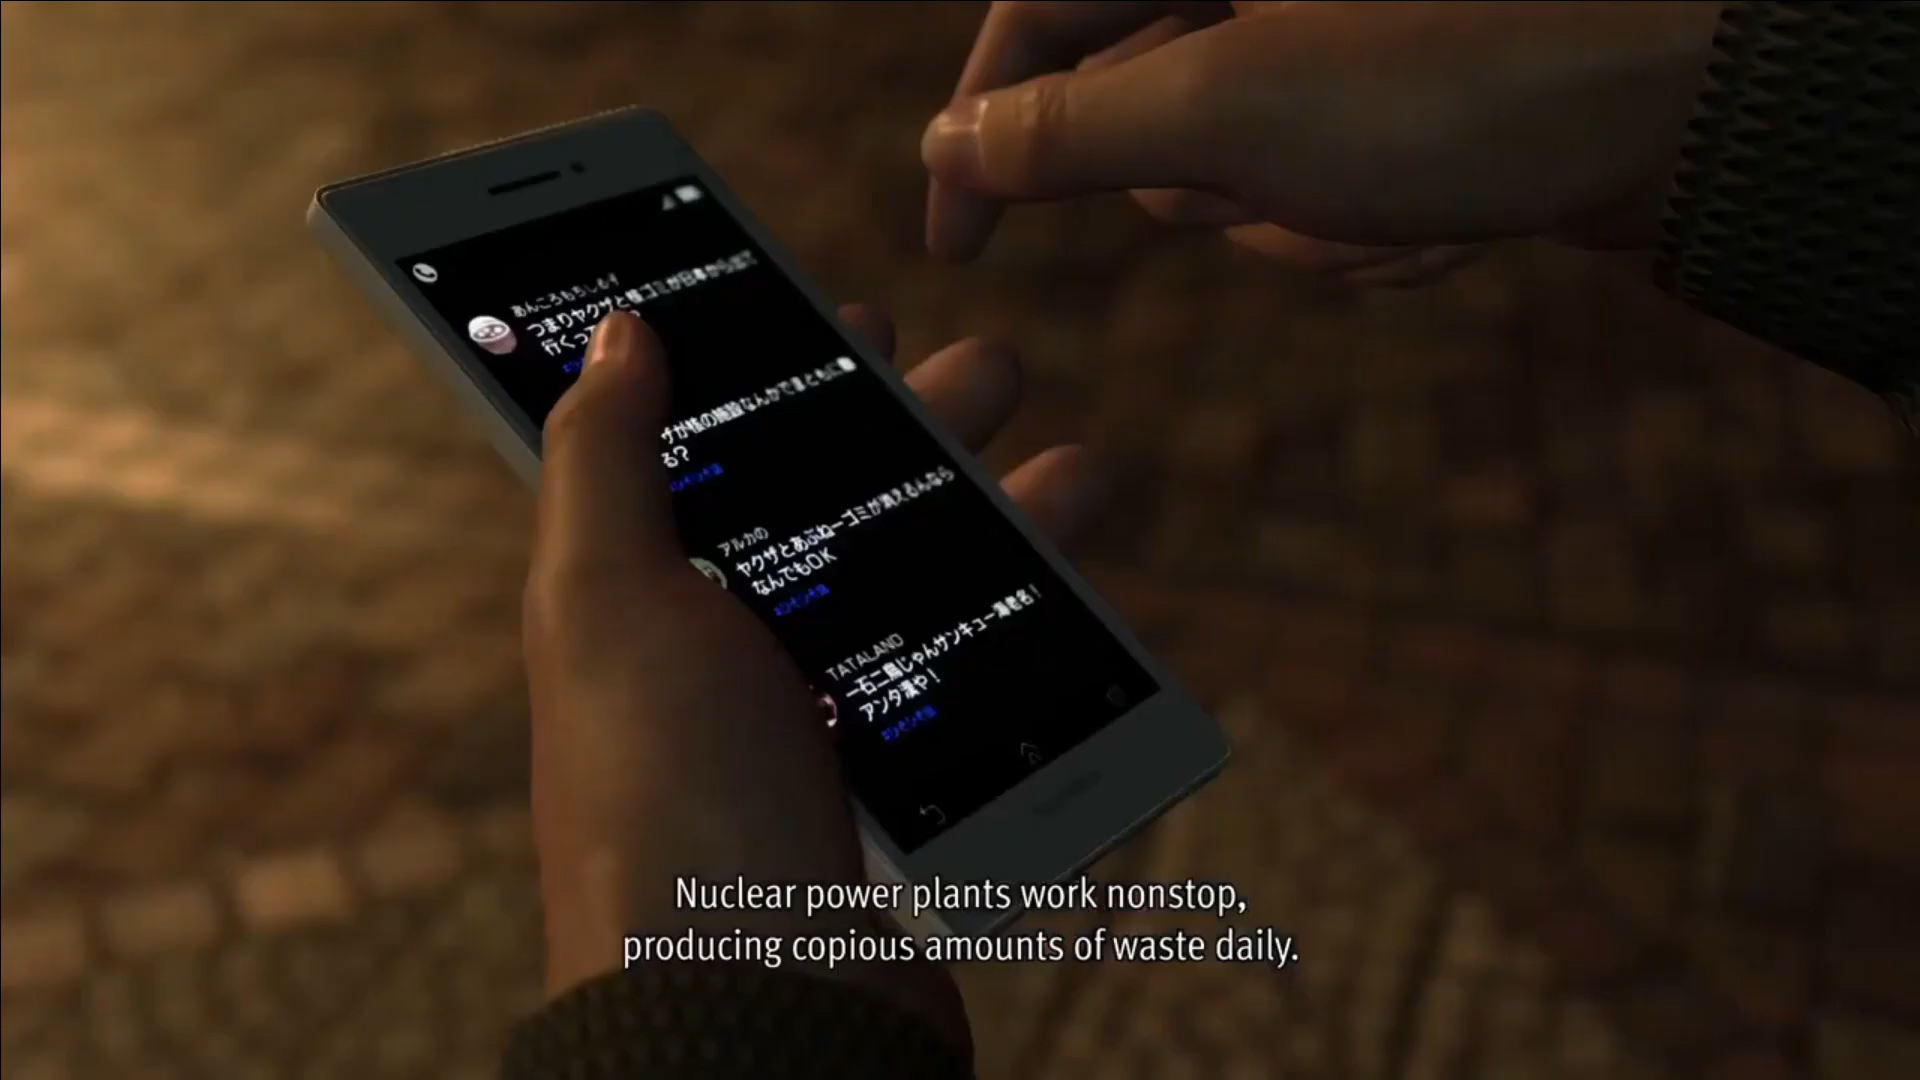 あんころもちしるす
つまりヤクザと核ゴミが日本から出て
行くって
ザが核の施設なんかでまともに働
る?
アルカの
ヤクザとあぶねーゴミが消えるんなら
なんでもOK
TATALAND
一石二鳥じゃんサンキュー海老名!
アンタ漢や!
Nuclear power plants work nonstop,
producing copious amounts of waste daily.